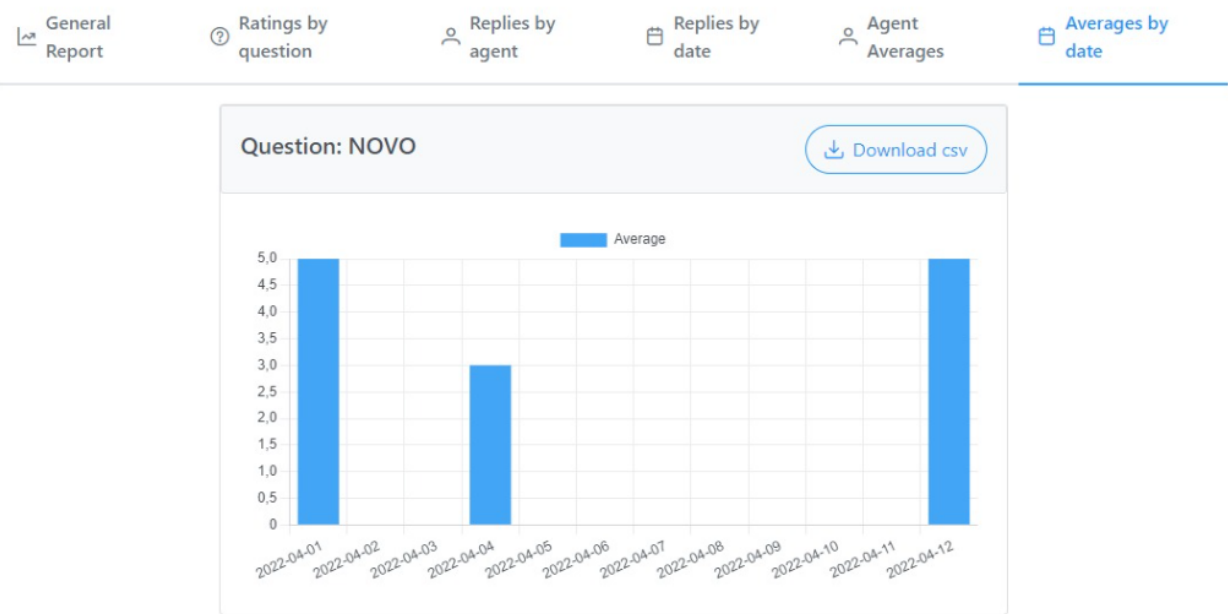 General
Report
Ratings by
question
Replies by
agent
Replies by
date
Agent
Averages
Averages by
date
Question: NOVO
Download csv
Average
5,0
4,5
4,0
3,5
3,0
2,5
2,0
1,5
1,0
0,5
0
2022-04-01
2022-04-02
2022-04-03
2022-04-04
2022-04-05
2022-04-06
2022-04-07
2022-04-08
2022-04-09
2022-04-10
2022-04-11
2022-04-12